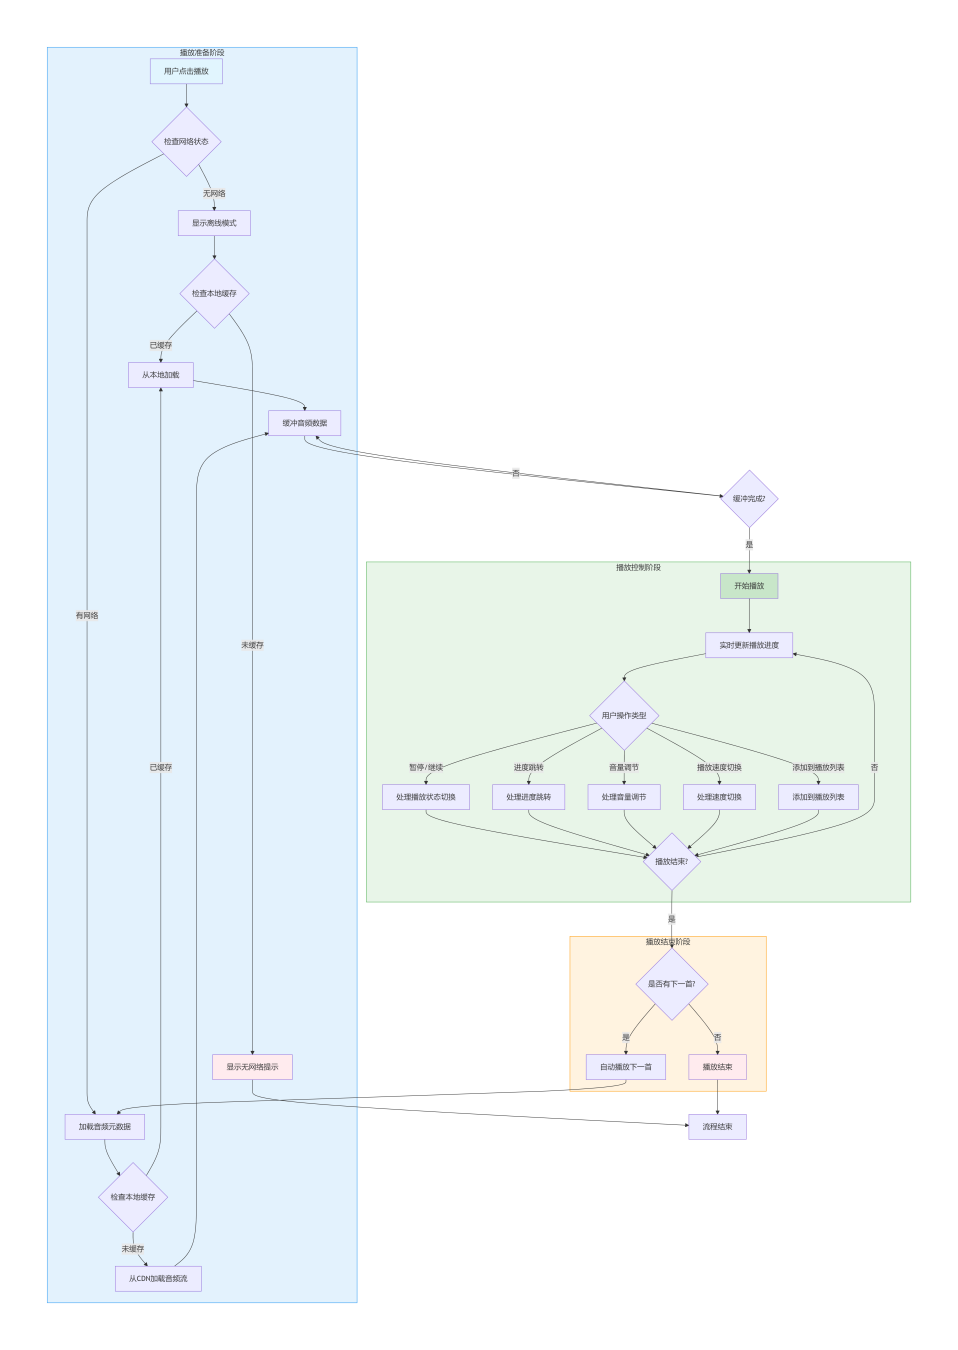 播放准备阶段
用户点击播放
检查网络状态
无网络
显示离线模式
检查本地缓存
已缓存
从本地加载
缓冲音频数据
否
缓冲完成?
是
播放控制阶段
开始播放
有网络
未缓存
实时更新播放进度
用户操作类型
暂停/继续
进度跳转
音量调节
播放速度切换
添加到播放列表
已缓存
否
处理播放状态切换
处理进度跳转
处理音量调节
处理速度切换
添加到播放列表
播放结束?
是
播放结束阶段
是否有下一首?
是
否
显示无网络提示
自动播放下一首
播放结束
加载音频元数据
流程结束
检查本地缓存
未缓存
从CDN加载音频流